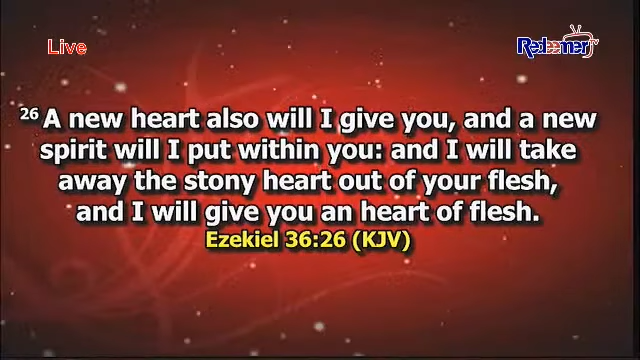 Live
Redeemer TV
26 A new heart also will I give you, and a new
spirit will I put within you: and I will take
away the stony heart out of your flesh,
and I will give you an heart of flesh.
Ezekiel 36:26 (KJV)